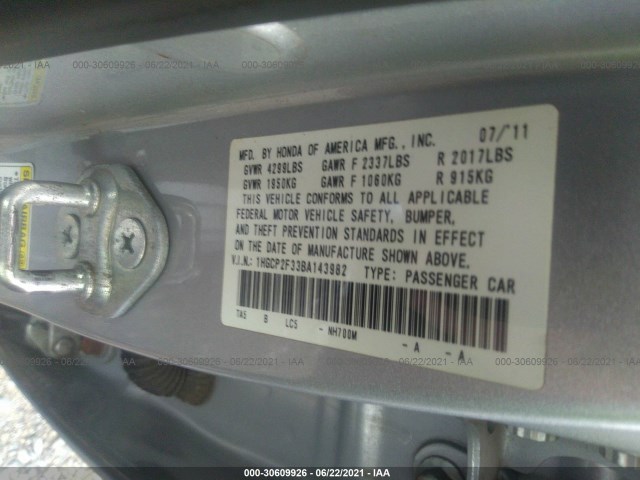 000-30609926 - 06/22/2021 - IAA
07/'11
MFD. BY HONDA OF AMERICA MFG., INC.
GVWR 4289LBS GAWR F 2337LBS R 2017LBS
GVWR 1850KG GAWR F 1060KG R 915KG
THIS VEHICLE CONFORMS TO ALL APPLICABLE
FEDERAL MOTOR VEHICLE SAFETY, BUMPER,
AND THEFT PREVENTION STANDARDS IN EFFECT
ON THE DATE OF MANUFACTURE SHOWN ABOVE.
V.I.N.: 1HGCP2F33BA143982 TYPE: PASSENGER CAR
TA5 B LC5 - NH700M - A - A
000-30609926 - 06/22/2021 - IAA